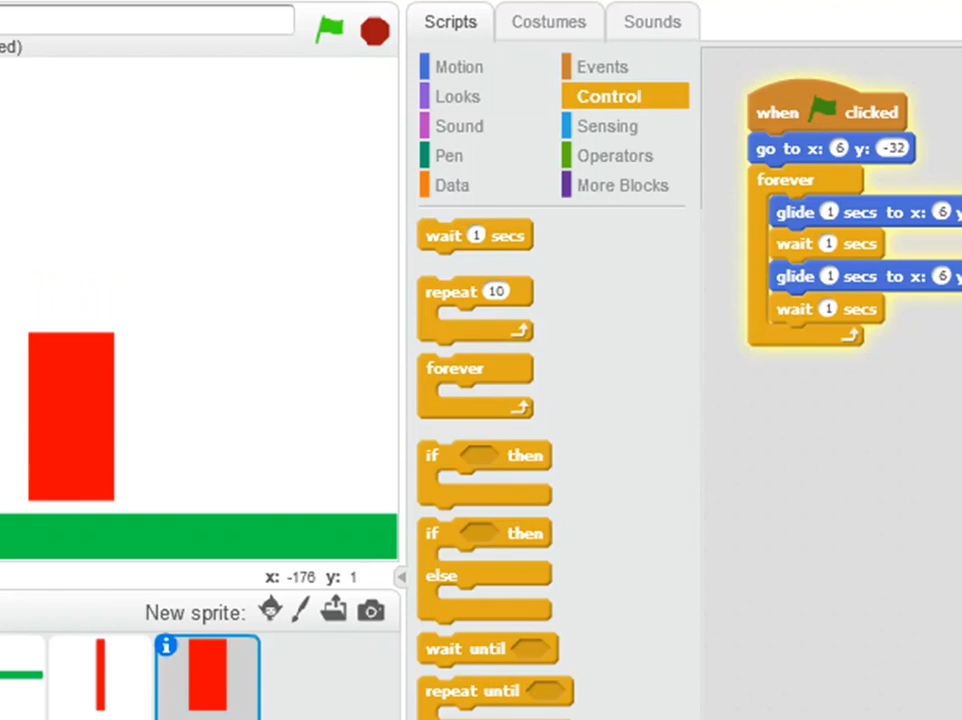 ed)
Scripts
Costumes
Sounds
Motion
Events
Looks
Control
Sound
Sensing
Pen
Operators
Data
More Blocks
wait 1 secs
repeat 10
forever
if then
if then
else
wait until
repeat until
when clicked
go to x: 6 y: -32
forever
glide 1 secs to x: 6 y
wait 1 secs
glide 1 secs to x: 6 y
wait 1 secs
x: -176 y: 1
New sprite: